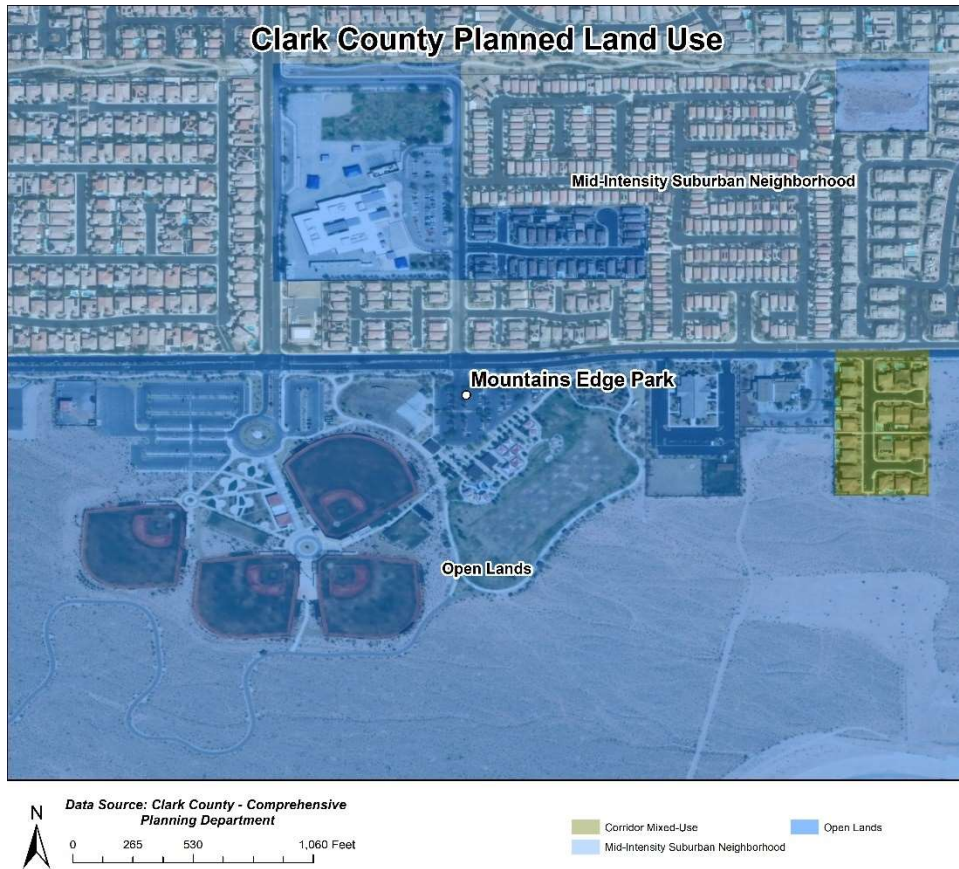 Clark County Planned Land Use
Mid-Intensity Suburban Neighborhood
Mountains Edge Park
Open Lands
N
Data Source: Clark County - Comprehensive
Planning Department
0 265 530 1,060 Feet
Corridor Mixed-Use
Open Lands
Mid-Intensity Suburban Neighborhood